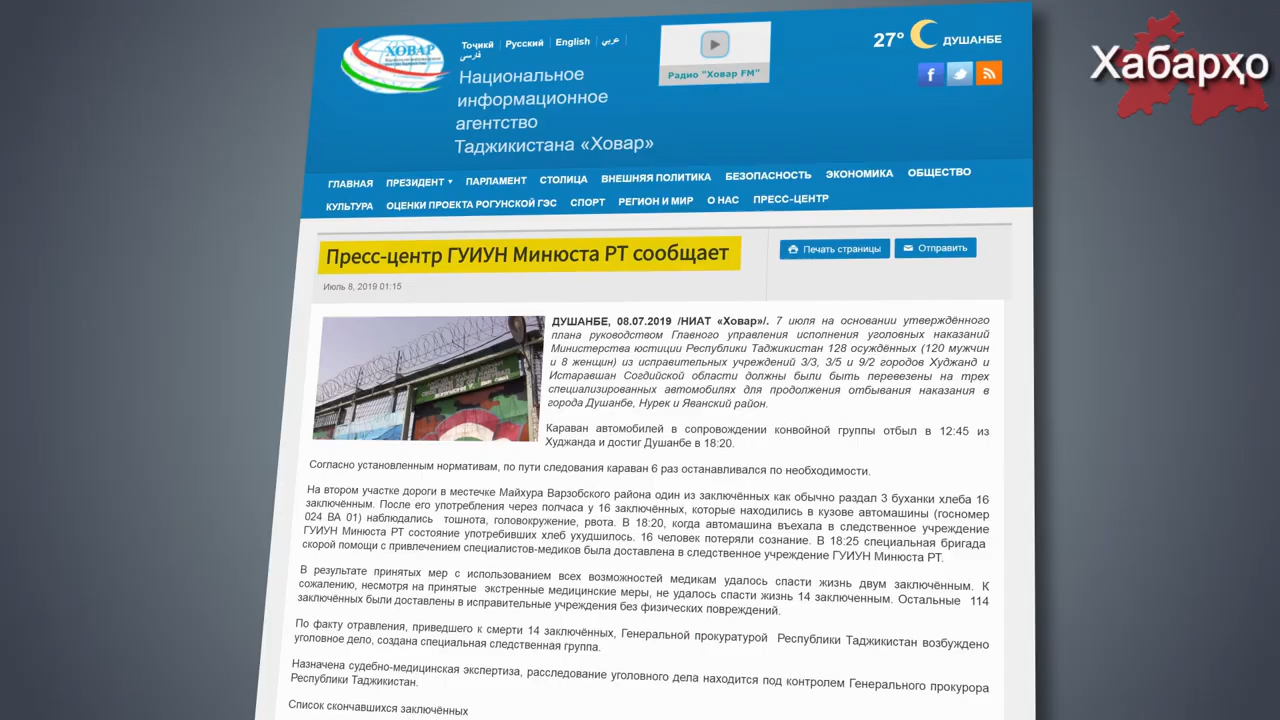 ХОВАР
Тоҷикӣ Русский English عربي
فارسی
Национальное
информационное
агентство
Таджикистана «Ховар»
Радио "Ховар FM"
27° ДУШАНБЕ
Хабарҳо
ГЛАВНАЯ ПРЕЗИДЕНТ ПАРЛАМЕНТ СТОЛИЦА ВНЕШНЯЯ ПОЛИТИКА БЕЗОПАСНОСТЬ ЭКОНОМИКА ОБЩЕСТВО
КУЛЬТУРА ОЦЕНКИ ПРОЕКТА РОГУНСКОЙ ГЭС СПОРТ РЕГИОН И МИР О НАС ПРЕСС-ЦЕНТР
Пресс-центр ГУИУН Минюста РТ сообщает
Печать страницы Отправить
Июль 8, 2019 01:15
ДУШАНБЕ, 08.07.2019 /НИАТ «Ховар»/. 7 июля на основании утверждённого
плана руководством Главного управления исполнения уголовных наказаний
Министерства юстиции Республики Таджикистан 128 осуждённых (120 мужчин
и 8 женщин) из исправительных учреждений 3/3, 3/5 и 9/2 городов Худжанд и
Истаравшан Согдийской области должны были быть перевезены на трех
специализированных автомобилях для продолжения отбывания наказания в
города Душанбе, Нурек и Яванский район.
Караван автомобилей в сопровождении конвойной группы отбыл в 12:45 из
Худжанда и достиг Душанбе в 18:20.
Согласно установленным нормативам, по пути следования караван 6 раз останавливался по необходимости.
На втором участке дороги в местечке Майхура Варзобского района один из заключённых как обычно раздал 3 буханки хлеба 16
заключённым. После его употребления через полчаса у 16 заключённых, которые находились в кузове автомашины (госномер
024 ВА 01) наблюдались тошнота, головокружение, рвота. В 18:20, когда автомашина въехала в следственное учреждение
ГУИУН Минюста РТ состояние употребивших хлеб ухудшилось. 16 человек потеряли сознание. В 18:25 специальная бригада
скорой помощи с привлечением специалистов-медиков была доставлена в следственное учреждение ГУИУН Минюста РТ.
В результате принятых мер с использованием всех возможностей медикам удалось спасти жизнь двум заключённым. К
сожалению, несмотря на принятые экстренные медицинские меры, не удалось спасти жизнь 14 заключенным. Остальные 114
заключённых были доставлены в исправительные учреждения без физических повреждений.
По факту отравления, приведшего к смерти 14 заключённых, Генеральной прокуратурой Республики Таджикистан возбуждено
уголовное дело, создана специальная следственная группа.
Назначена судебно-медицинская экспертиза, расследование уголовного дела находится под контролем Генерального прокурора
Республики Таджикистан.
Список скончавшихся заключённых